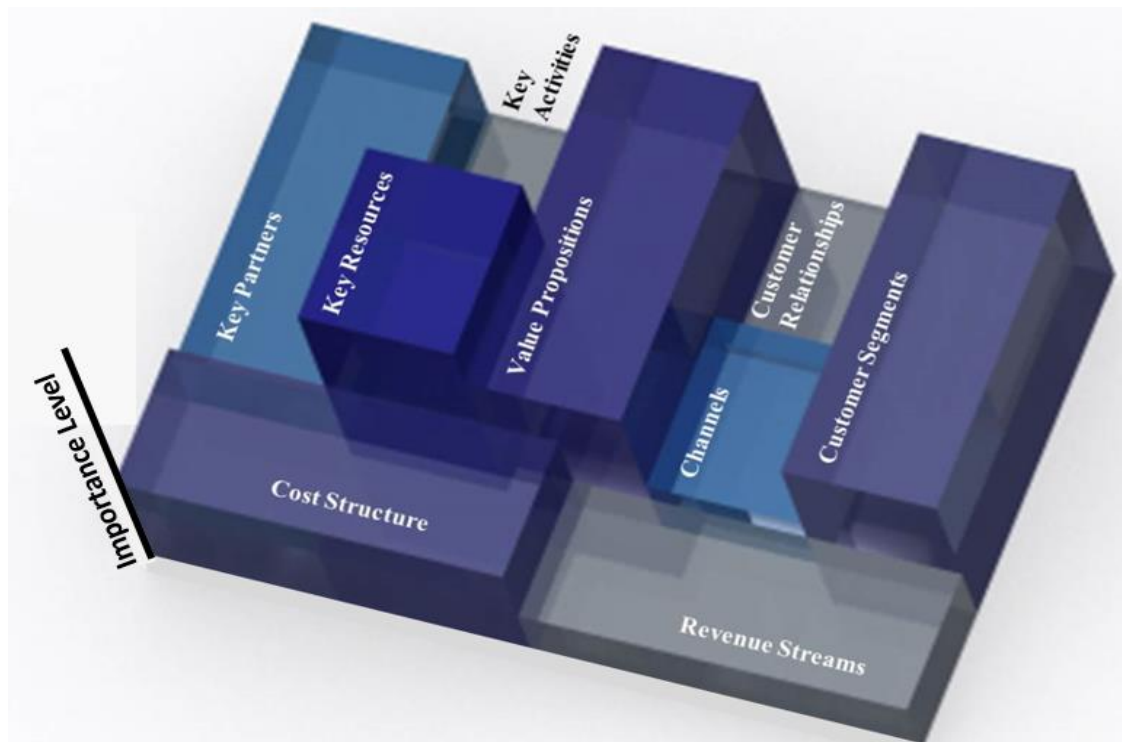 Key
Activities
Key Partners
Key Resources
Value Propositions
Customer
Relationships
Channels
Customer Segments
Importance Level
Cost Structure
Revenue Streams